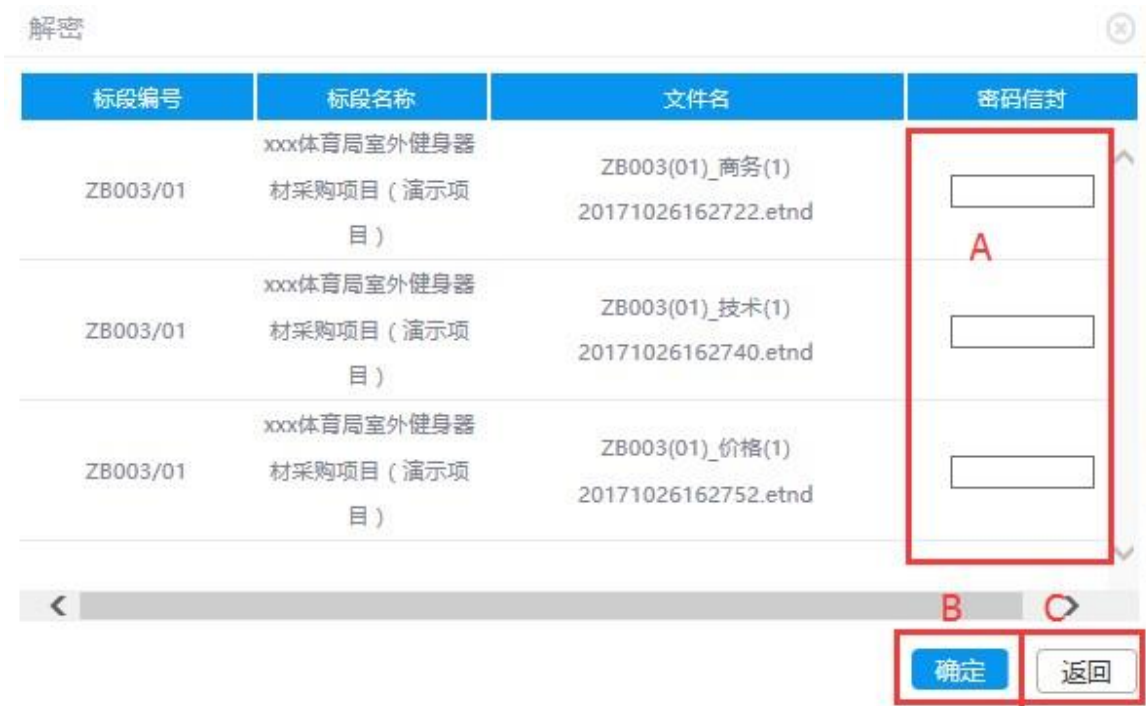 解密
标段编号 标段名称 文件名 密码信封
xxx体育局室外健身器
ZB003/01 材采购项目（演示项
目）
ZB003(01)_商务(1)
20171026162722.etnd
A
xxx体育局室外健身器
ZB003/01 材采购项目（演示项
目）
ZB003(01)_技术(1)
20171026162740.etnd
xxx体育局室外健身器
ZB003/01 材采购项目（演示项
目）
ZB003(01)_价格(1)
20171026162752.etnd
B C
确定 返回